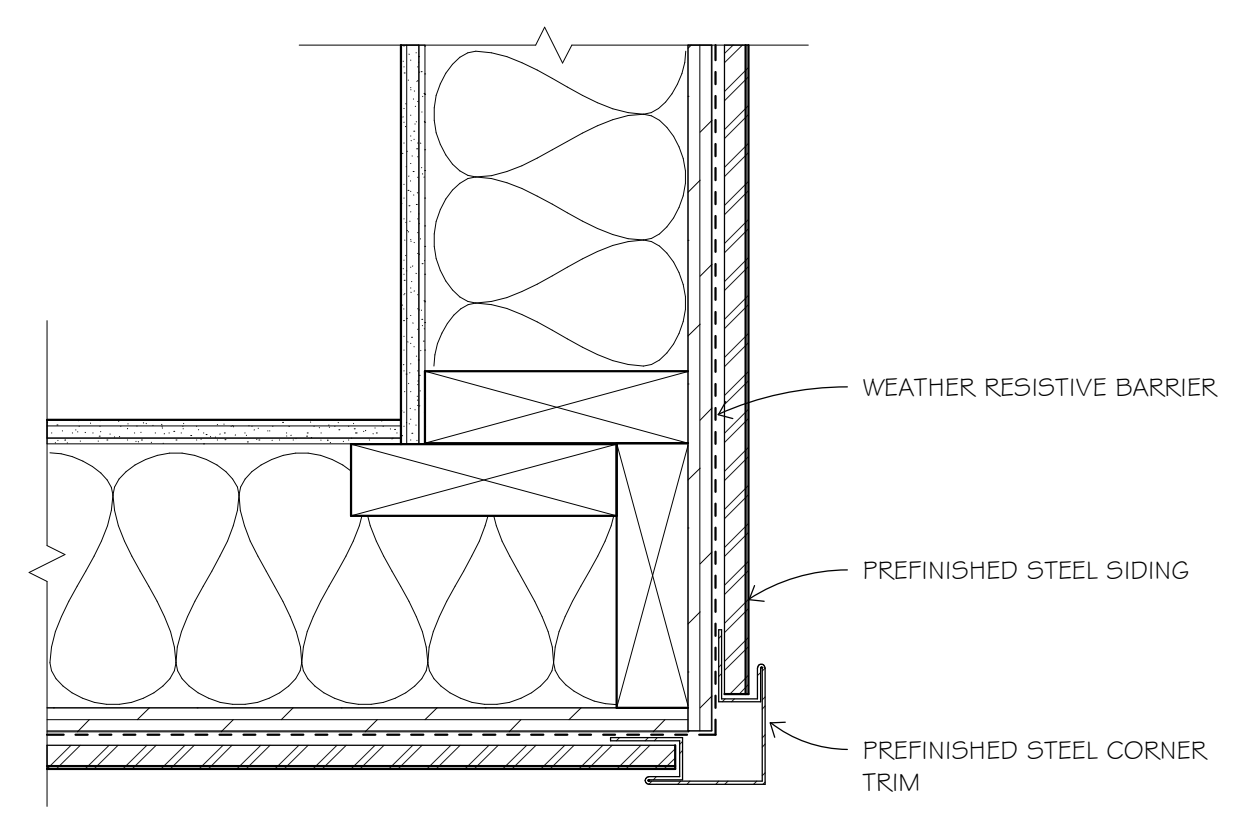 WEATHER RESISTIVE BARRIER
PREFINISHED STEEL SIDING
PREFINISHED STEEL CORNER
TRIM